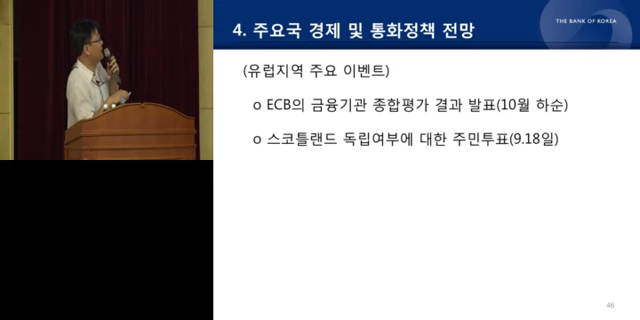 4. 주요국 경제 및 통화정책 전망
THE BANK OF KOREA
(유럽지역 주요 이벤트)
o ECB의 금융기관 종합평가 결과 발표(10월 하순)
o 스코틀랜드 독립여부에 대한 주민투표(9.18일)
46